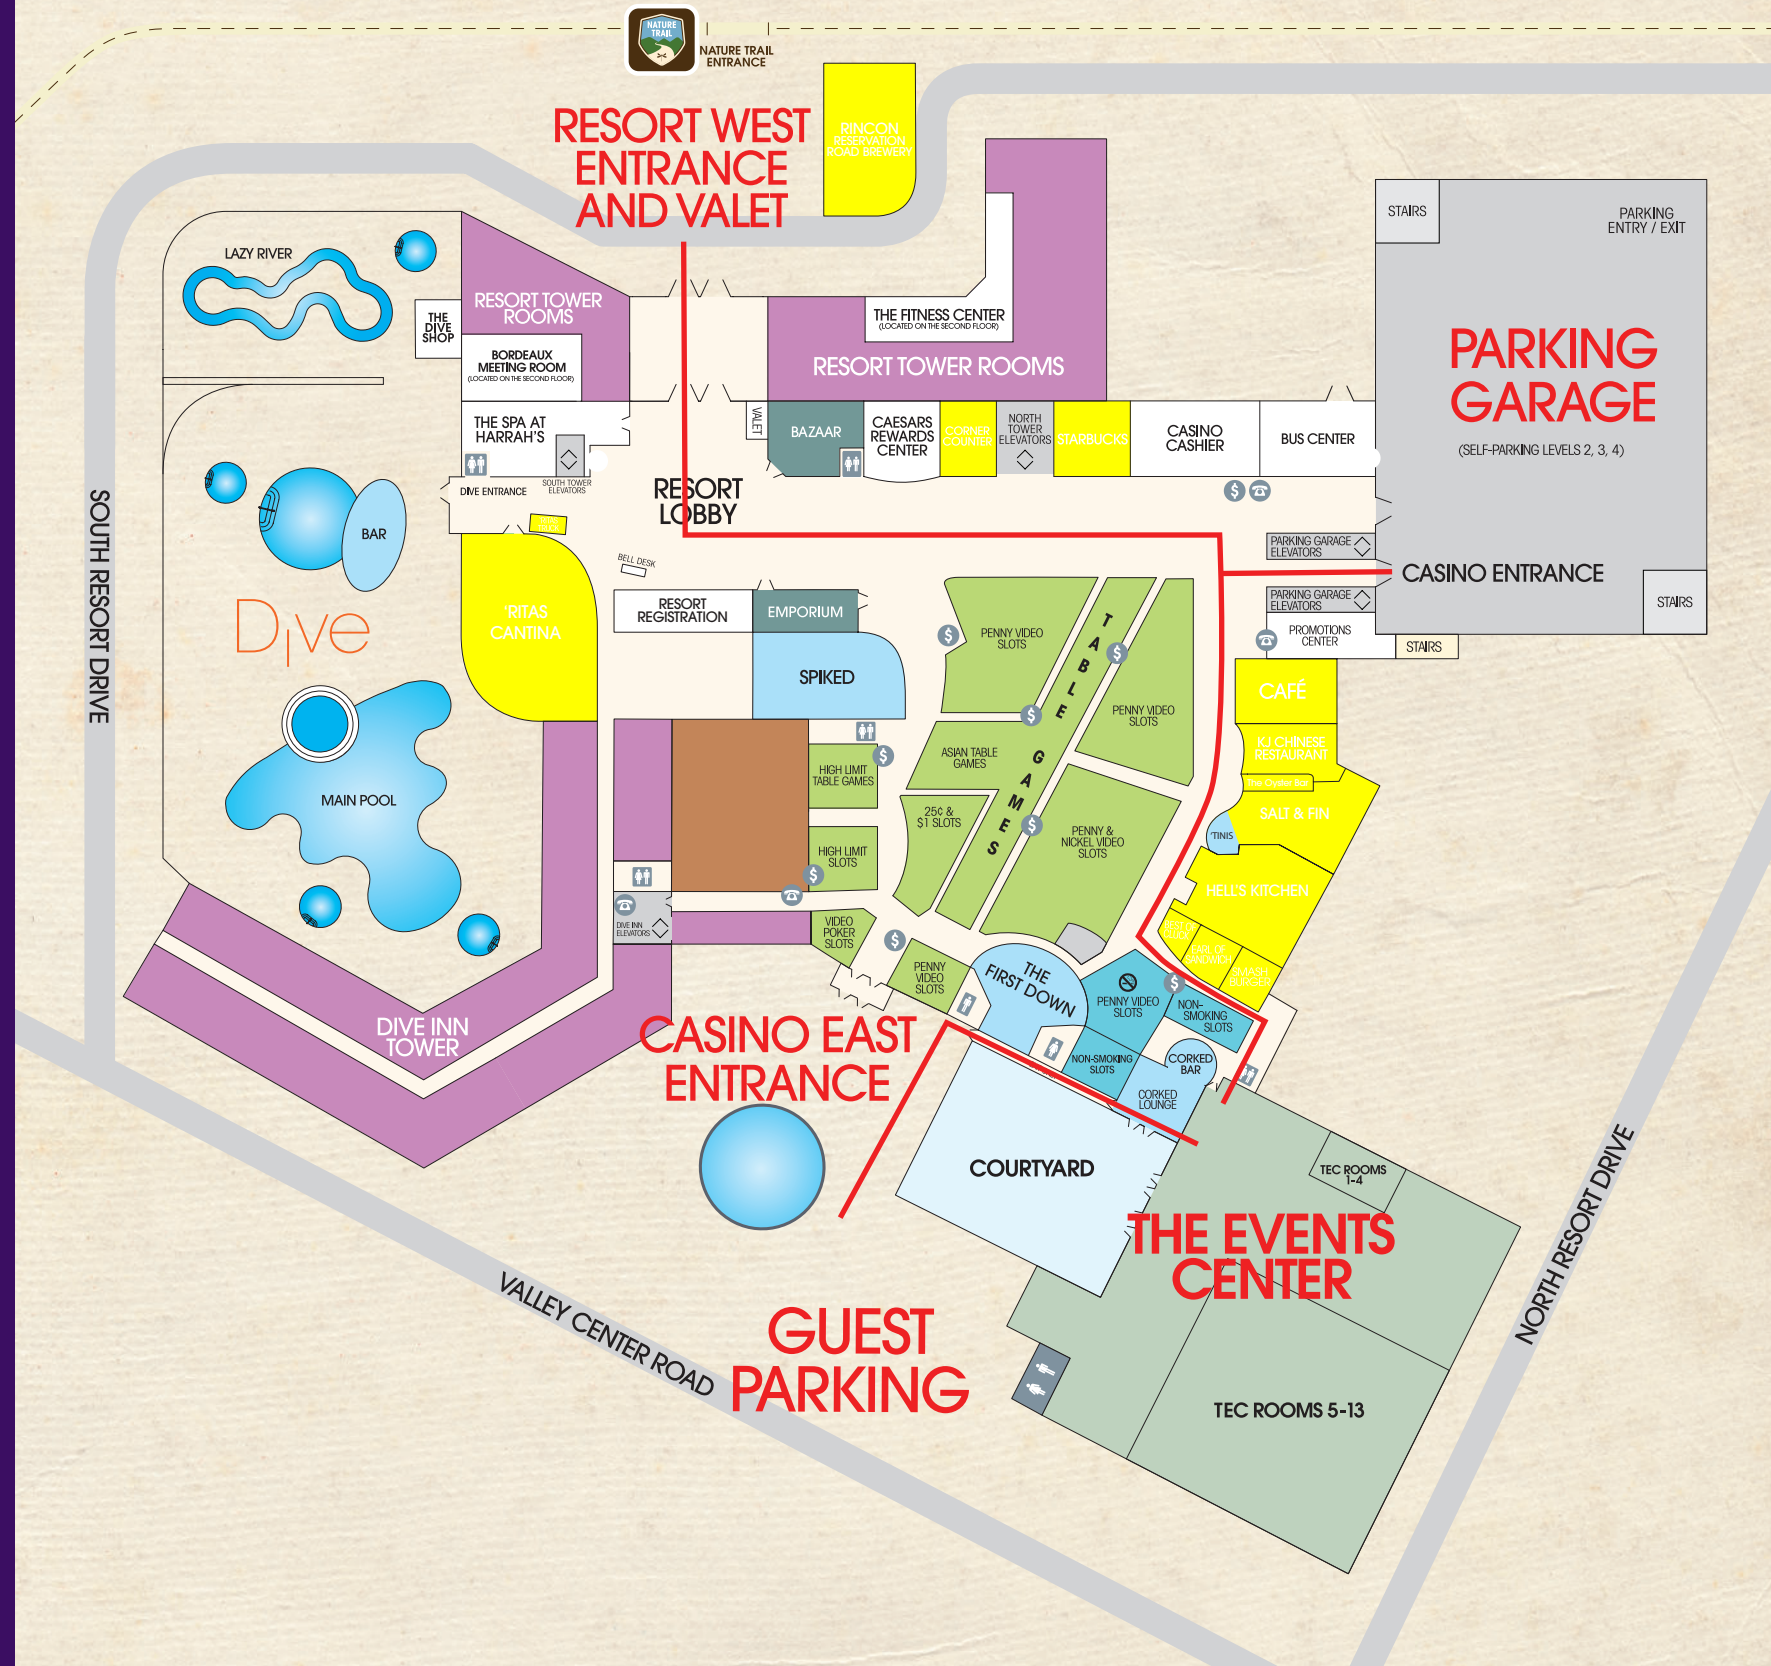 NATURE
TRAIL
NATURE TRAIL
ENTRANCE
RESORT WEST
ENTRANCE
AND VALET
RINCON
RESERVATION
ROAD BREWERY
STAIRS
PARKING
ENTRY / EXIT
LAZY RIVER
THE
DIVE
SHOP
RESORT TOWER
ROOMS
BORDEAUX
MEETING ROOM
(LOCATED ON THE SECOND FLOOR)
THE FITNESS CENTER
(LOCATED ON THE SECOND FLOOR)
RESORT TOWER ROOMS
PARKING
GARAGE
(SELF-PARKING LEVELS 2, 3, 4)
THE SPA AT
HARRAH'S
VALET
BAZAAR
CAESARS
REWARDS
CENTER
CORNER
COUNTER
NORTH
TOWER
ELEVATORS
STARBUCKS
CASINO
CASHIER
BUS CENTER
DIVE ENTRANCE
SOUTH TOWER
ELEVATORS
RESORT
LOBBY
$
BAR
SOUTH RESORT DRIVE
BELL DESK
PARKING GARAGE
ELEVATORS
CASINO ENTRANCE
PARKING GARAGE
ELEVATORS
STAIRS
Dive
'RITAS
CANTINA
RESORT
REGISTRATION
EMPORIUM
PROMOTIONS
CENTER
STAIRS
SPIKED
$
PENNY VIDEO
SLOTS
TABLE GAMES
$
$
PENNY VIDEO
SLOTS
CAFÉ
KJ CHINESE
RESTAURANT
The Oyster Bar
SALT & FIN
'TINIS
HELL'S KITCHEN
MAIN POOL
HIGH LIMIT
TABLE GAMES
$
ASIAN TABLE
GAMES
25¢ &
$1 SLOTS
$
PENNY &
NICKEL VIDEO
SLOTS
HIGH LIMIT
SLOTS
$
DIVE INN
ELEVATORS
VIDEO
POKER
SLOTS
$
PENNY
VIDEO
SLOTS
THE
FIRST DOWN
PENNY VIDEO
SLOTS
$
EARL OF
SANDWICH
SMASH
BURGER
NON-
SMOKING
SLOTS
NON-SMOKING
SLOTS
CORKED
BAR
CORKED
LOUNGE
DIVE INN
TOWER
CASINO EAST
ENTRANCE
COURTYARD
TEC ROOMS
1-4
THE EVENTS
CENTER
NORTH RESORT DRIVE
VALLEY CENTER ROAD
GUEST
PARKING
TEC ROOMS 5-13